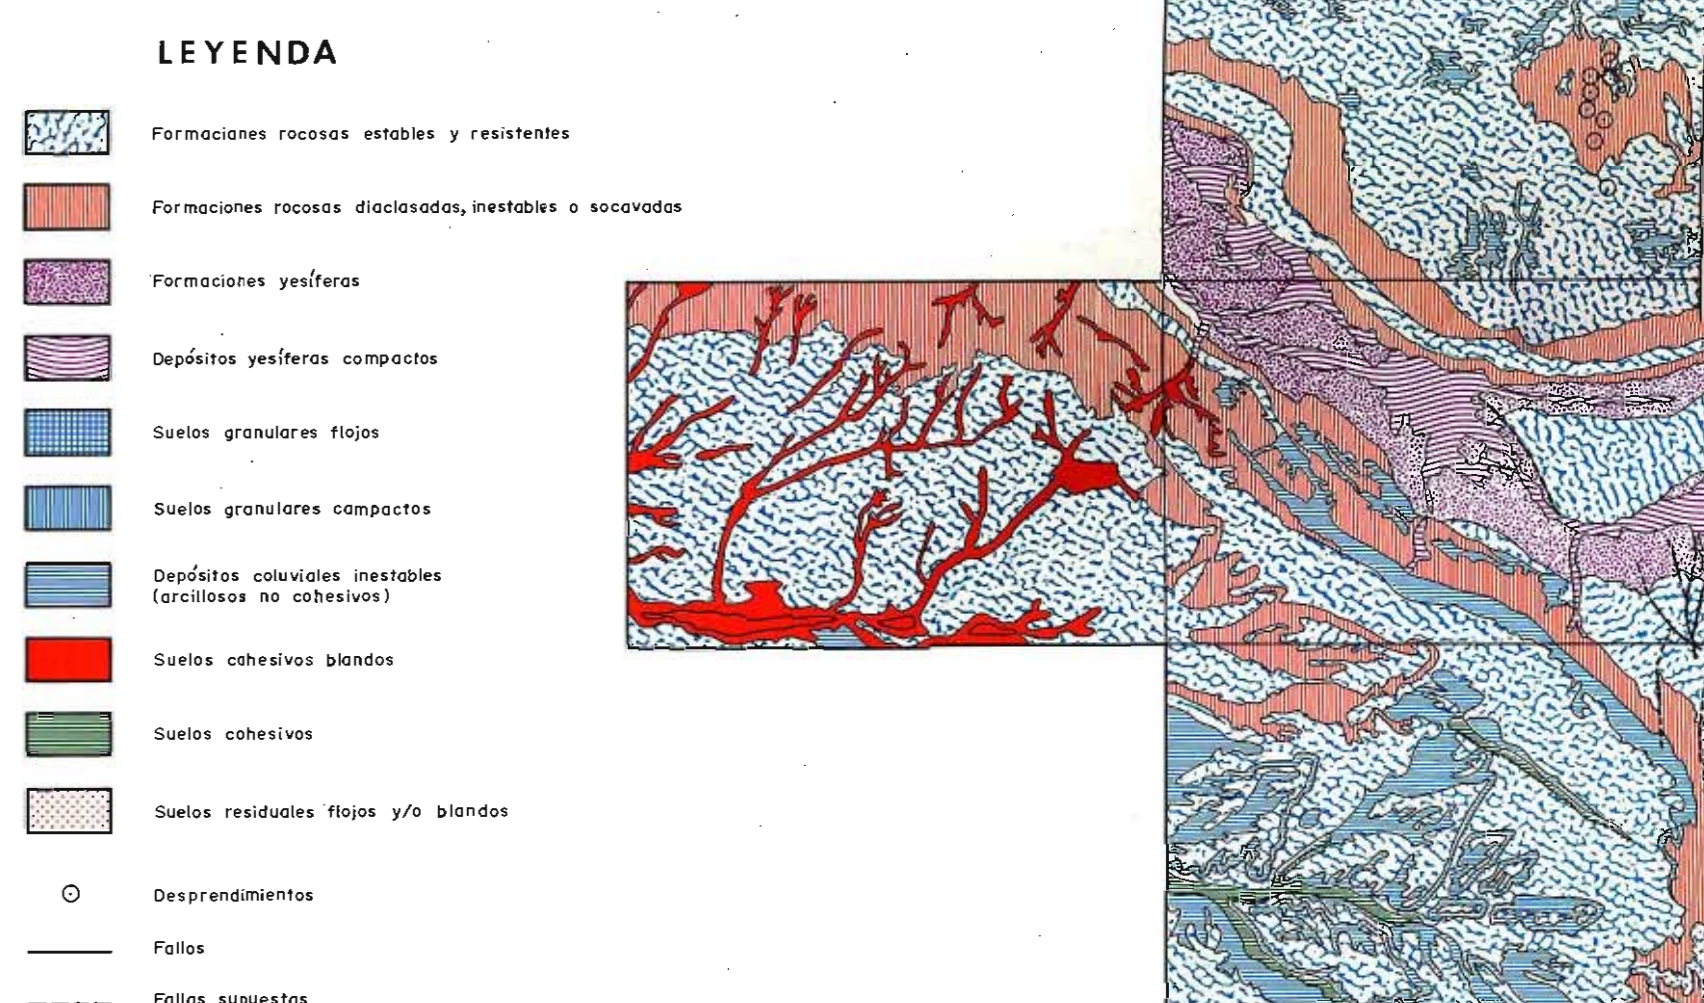 LEYENDA
Formacianes rocosas estables y resistentes
Formaciones rocosas diaclasadas, inestables o socavadas
Formaciones yesíferas
Depósitos yesíferas compactos
Suelos granulares flojos
Suelos granulares campactos
Depósitos coluviales inestables
(arcillosos no cohesivos)
Suelos cahesivos blandos
Suelos cohesivos
Suelos residuales flojos y/o blandos
Desprendimientos
Fallos
Fallas supuestas